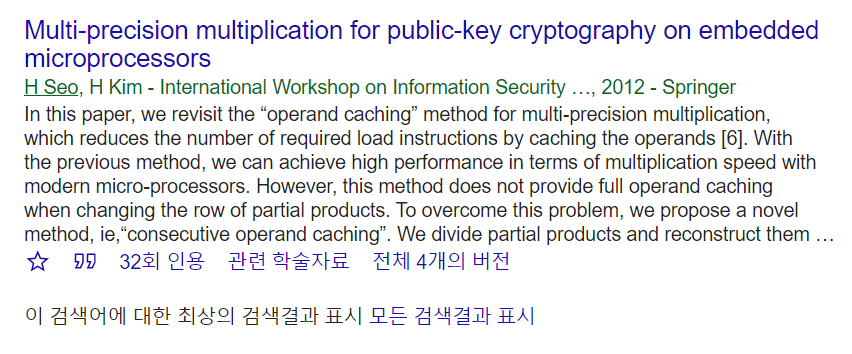 Multi-precision multiplication for public-key cryptography on embedded
microprocessors
H Seo, H Kim - International Workshop on Information Security …, 2012 - Springer
In this paper, we revisit the “operand caching” method for multi-precision multiplication,
which reduces the number of required load instructions by caching the operands [6]. With
the previous method, we can achieve high performance in terms of multiplication speed with
modern micro-processors. However, this method does not provide full operand caching
when changing the row of partial products. To overcome this problem, we propose a novel
method, ie,“consecutive operand caching”. We divide partial products and reconstruct them …
32회 인용 관련 학술자료 전체 4개의 버전
이 검색어에 대한 최상의 검색결과 표시 모든 검색결과 표시